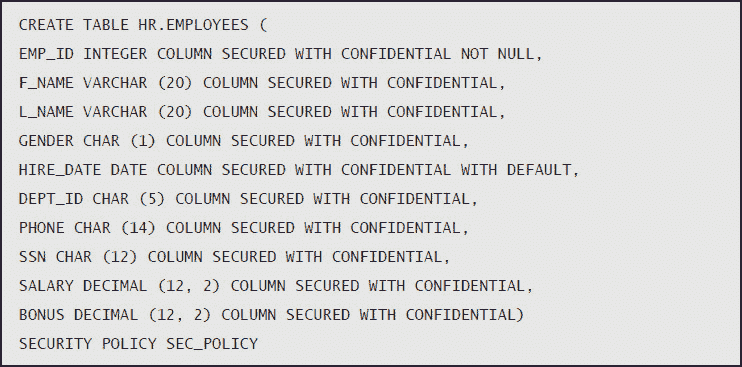 CREATE TABLE HR.EMPLOYEES (
EMP_ID INTEGER COLUMN SECURED WITH CONFIDENTIAL NOT NULL,
F_NAME VARCHAR (20) COLUMN SECURED WITH CONFIDENTIAL,
L_NAME VARCHAR (20) COLUMN SECURED WITH CONFIDENTIAL,
GENDER CHAR (1) COLUMN SECURED WITH CONFIDENTIAL,
HIRE_DATE DATE COLUMN SECURED WITH CONFIDENTIAL WITH DEFAULT,
DEPT_ID CHAR (5) COLUMN SECURED WITH CONFIDENTIAL,
PHONE CHAR (14) COLUMN SECURED WITH CONFIDENTIAL,
SSN CHAR (12) COLUMN SECURED WITH CONFIDENTIAL,
SALARY DECIMAL (12, 2) COLUMN SECURED WITH CONFIDENTIAL,
BONUS DECIMAL (12, 2) COLUMN SECURED WITH CONFIDENTIAL)
SECURITY POLICY SEC_POLICY